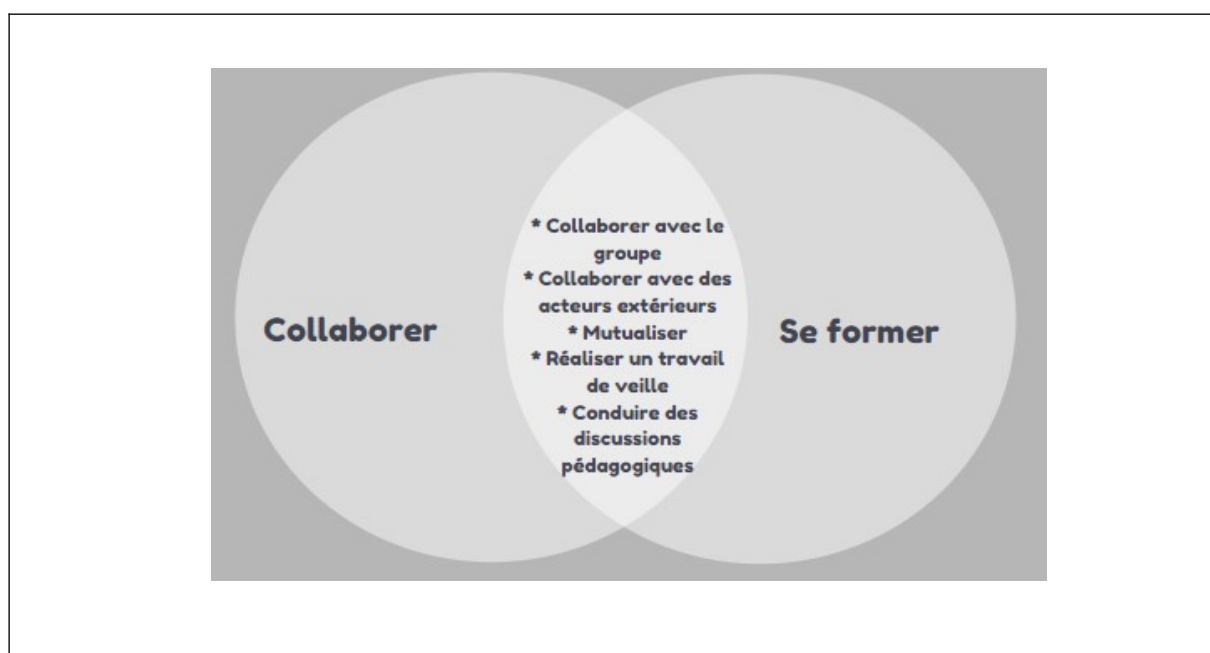 Collaborer
* Collaborer avec le
groupe
* Collaborer avec des
acteurs extérieurs
* Mutualiser
* Réaliser un travail
de veille
* Conduire des
discussions
pédagogiques
Se former